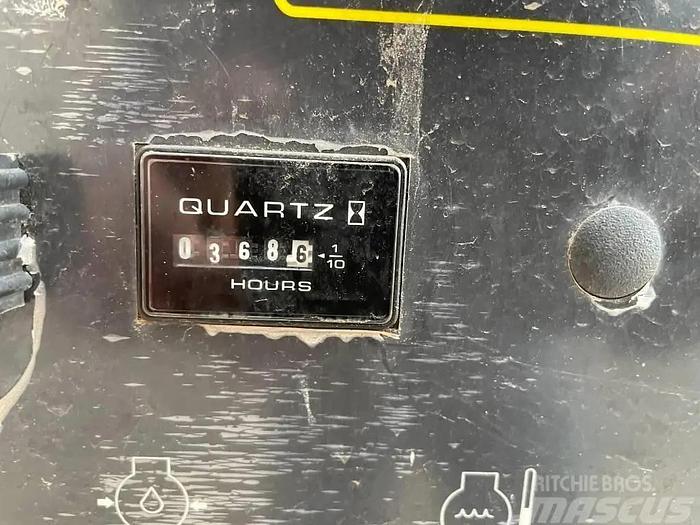 QUARTZ
0 3 6 8 6 1/10
HOURS
RITCHIE BROS.
MASCUS